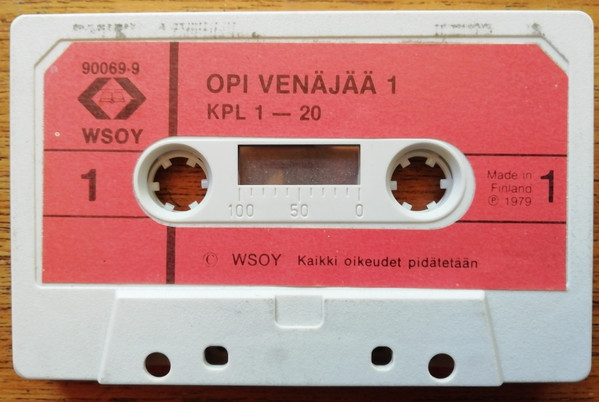 90069-9
WSOY
OPI VENÄJÄÄ 1
KPL 1 — 20
1
100 50 0
Made in
Finland
Ⓟ 1979
1
© WSOY Kaikki oikeudet pidätetään